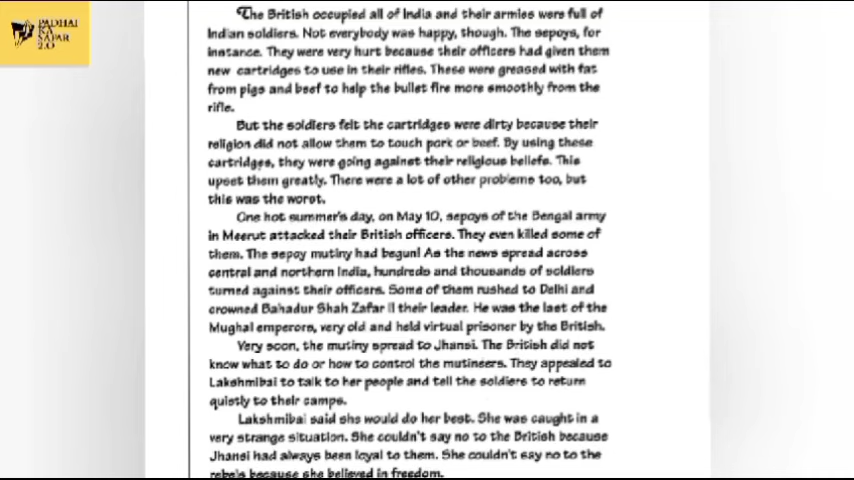 PADHAI
KA
SAFAR
2.0
The British occupied all of India and their armies were full of
Indian soldiers. Not everybody was happy, though. The sepoys, for
instance. They were very hurt because their officers had given them
new cartridges to use in their rifles. These were greased with fat
from pigs and beef to help the bullet fire more smoothly from the
rifle.
But the soldiers felt the cartridges were dirty because their
religion did not allow them to touch pork or beef. By using these
cartridges, they were going against their religious beliefs. This
upset them greatly. There were a lot of other problems too, but
this was the worst.
One hot summer's day, on May 10, sepoys of the Bengal army
in Meerut attacked their British officers. They even killed some of
them. The sepoy mutiny had begun! As the news spread across
central and northern India, hundreds and thousands of soldiers
turned against their officers. Some of them rushed to Delhi and
crowned Bahadur Shah Zafar II their leader. He was the last of the
Mughal emperors, very old and held virtual prisoner by the British.
Very soon, the mutiny spread to Jhansi. The British did not
know what to do or how to control the mutineers. They appealed to
Lakshmibai to talk to her people and tell the soldiers to return
quietly to their camps.
Lakshmibai said she would do her best. She was caught in a
very strange situation. She couldn't say no to the British because
Jhansi had always been loyal to them. She couldn't say no to the
rebels because she believed in freedom.